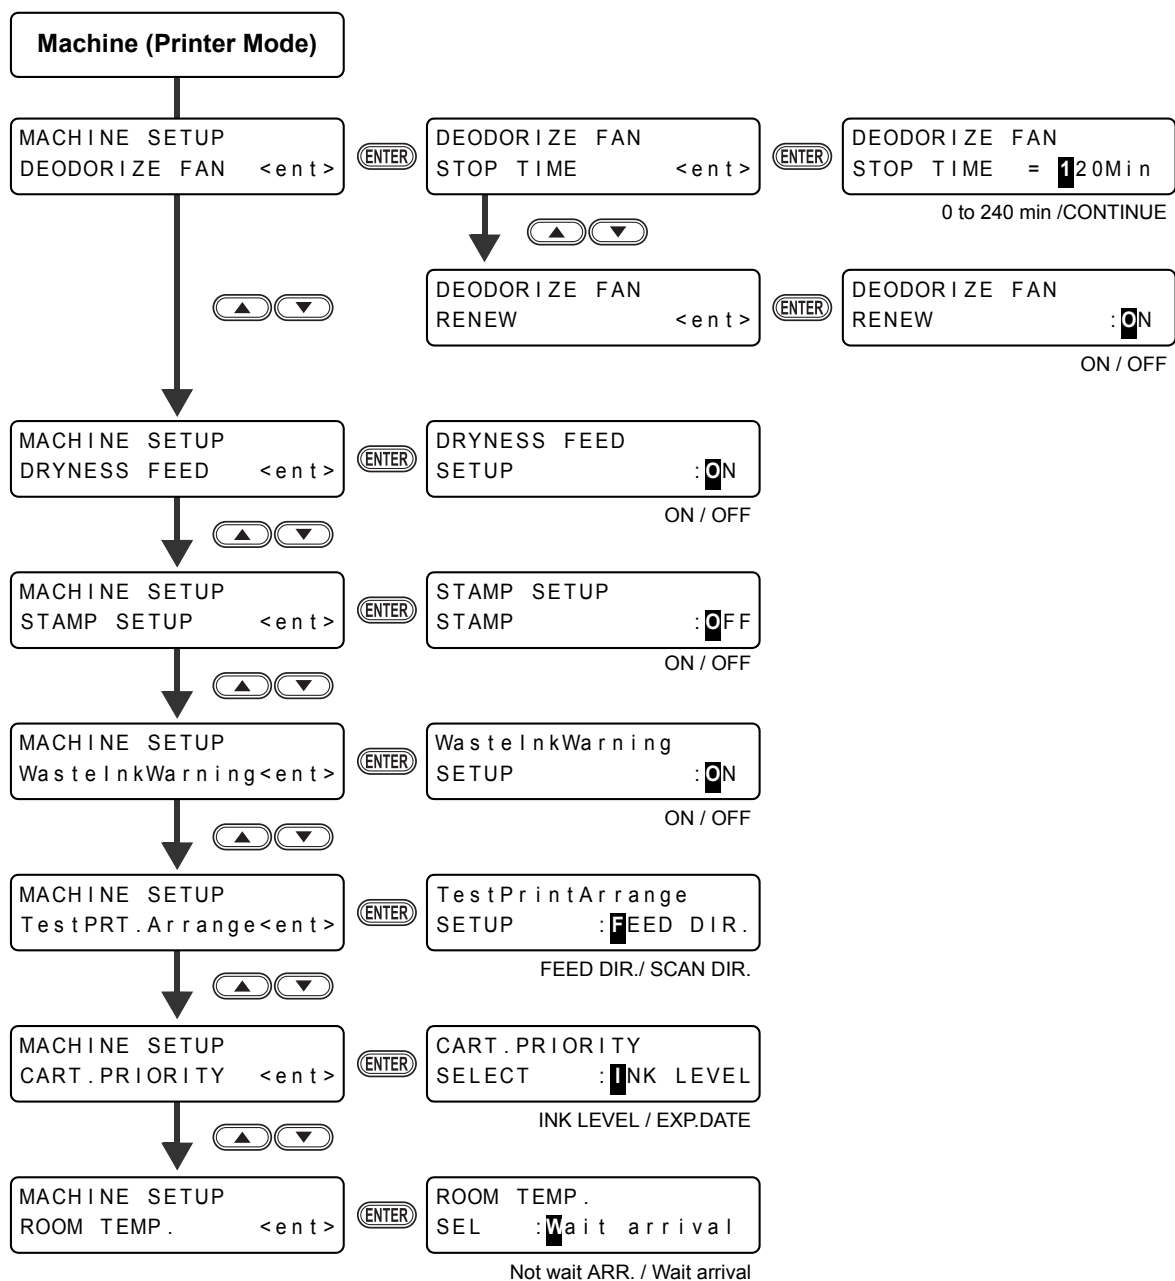 Machine (Printer Mode)
MACHINE SETUP
DEODORIZE FAN <ent>
ENTER
DEODORIZE FAN
STOP TIME <ent>
ENTER
DEODORIZE FAN
STOP TIME = 120Min
0 to 240 min /CONTINUE
DEODORIZE FAN
RENEW <ent>
ENTER
DEODORIZE FAN
RENEW :ON
ON / OFF
MACHINE SETUP
DRYNESS FEED <ent>
ENTER
DRYNESS FEED
SETUP :ON
ON / OFF
MACHINE SETUP
STAMP SETUP <ent>
ENTER
STAMP SETUP
STAMP :OFF
ON / OFF
MACHINE SETUP
WasteInkWarning<ent>
ENTER
WasteInkWarning
SETUP :ON
ON / OFF
MACHINE SETUP
TestPRT.Arrange<ent>
ENTER
TestPrintArrange
SETUP :FEED DIR.
FEED DIR./ SCAN DIR.
MACHINE SETUP
CART.PRIORITY <ent>
ENTER
CART.PRIORITY
SELECT :INK LEVEL
INK LEVEL / EXP.DATE
MACHINE SETUP
ROOM TEMP. <ent>
ENTER
ROOM TEMP.
SEL :Wait arrival
Not wait ARR. / Wait arrival